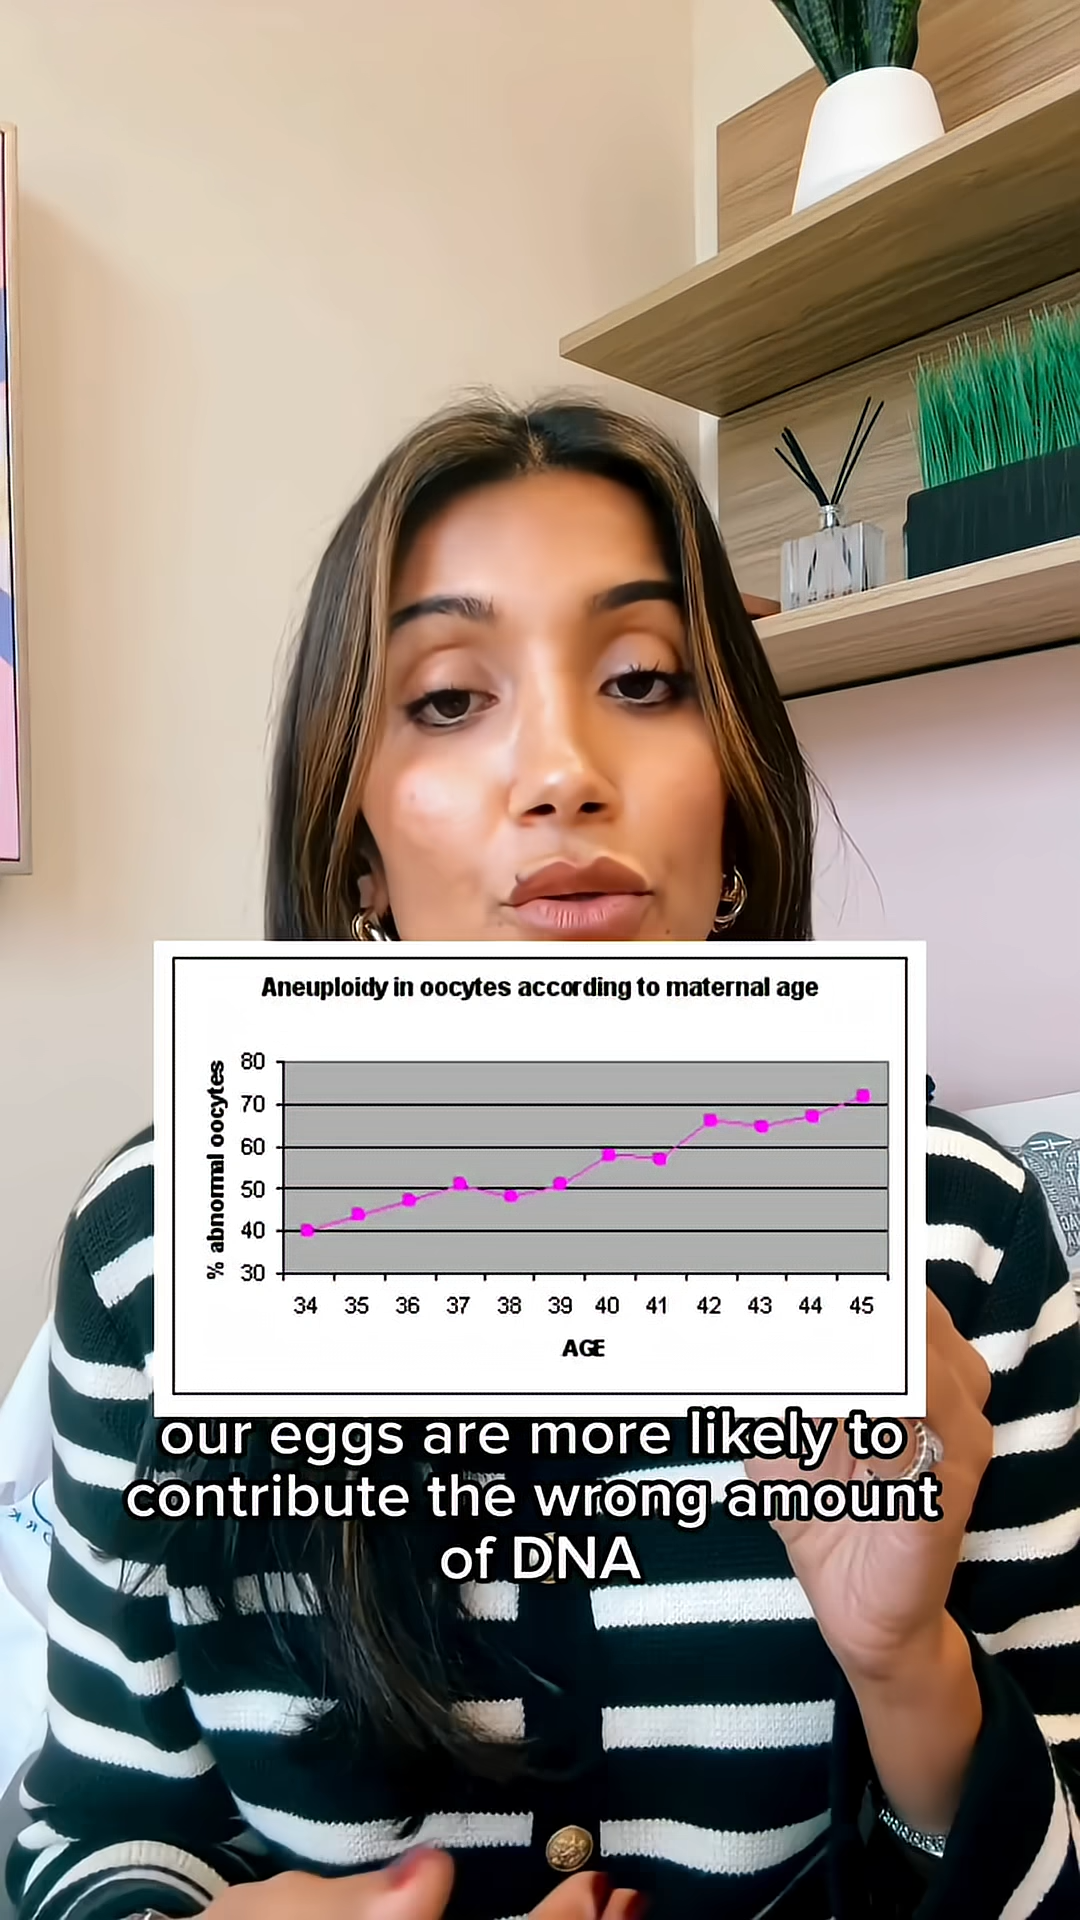 Aneuploidy in oocytes according to maternal age
% abnormal oocytes
80
70
60
50
40
30
34 35 36 37 38 39 40 41 42 43 44 45
AGE
our eggs are more likely to
contribute the wrong amount
of DNA